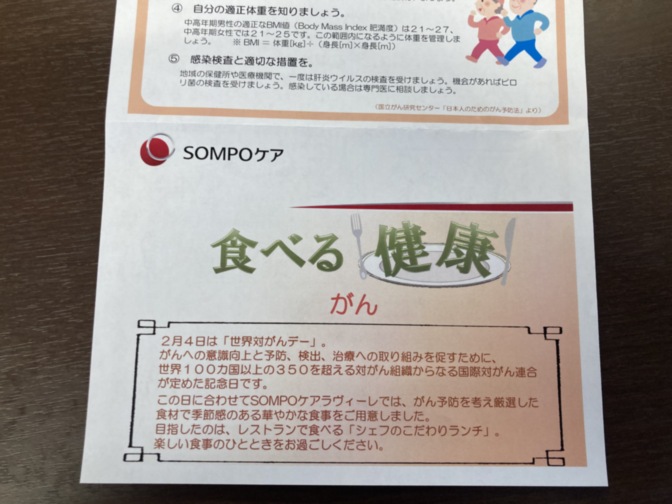 ④ 自分の適正体重を知りましょう。
中高年期男性の適正なBMI値（Body Mass Index 肥満度）は２１～２７、
中高年期女性では２１～２５です。この範囲内になるように体重を管理しま
しょう。 ※ BMI ＝ 体重[kg]÷（身長[m]×身長[m]）
⑤ 感染検査と適切な措置を。
地域の保健所や医療機関で、一度は肝炎ウイルスの検査を受けましょう。機会があればピロ
リ菌の検査を受けましょう。感染している場合は専門医に相談しましょう。
（国立がん研究センター「日本人のためのがん予防法」より）
SOMPOケア
食べる 健康
がん
２月４日は「世界対がんデー」。
がんへの意識向上と予防、検出、治療への取り組みを促すために、
世界１００カ国以上の３５０を超える対がん組織からなる国際対がん連合
が定めた記念日です。
この日に合わせてSOMPOケアラヴィーレでは、がん予防を考え厳選した
食材で季節感のある華やかな食事をご用意しました。
目指したのは、レストランで食べる「シェフのこだわりランチ」。
楽しい食事のひとときをお過ごしください。